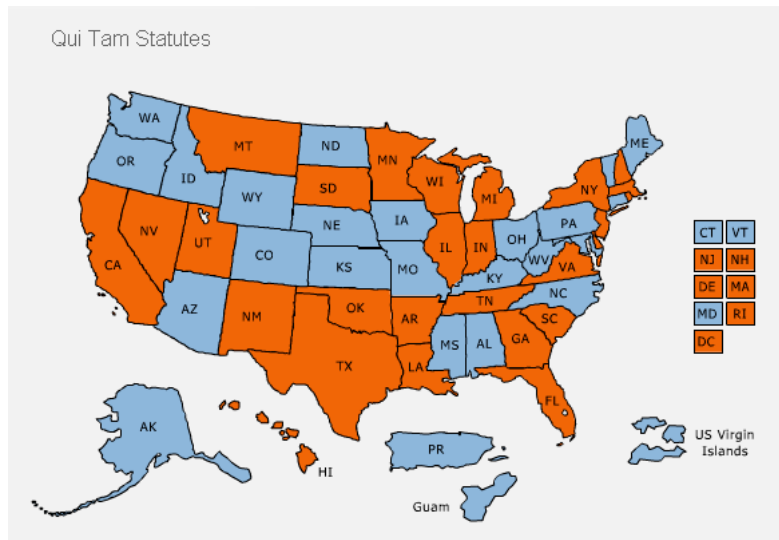 Qui Tam Statutes
WA
ME
MT
ND
MN
OR
ID
SD
WI
MI
NY
WY
IA
PA
NE
NV
UT
IL
IN
OH
CT VT
CO
KS
MO
WV
VA
NJ NH
CA
KY
DE MA
AZ
NM
OK
AR
TN
NC
SC
MD RI
TX
LA
MS
AL
GA
DC
FL
AK
HI
PR
US Virgin
Islands
Guam